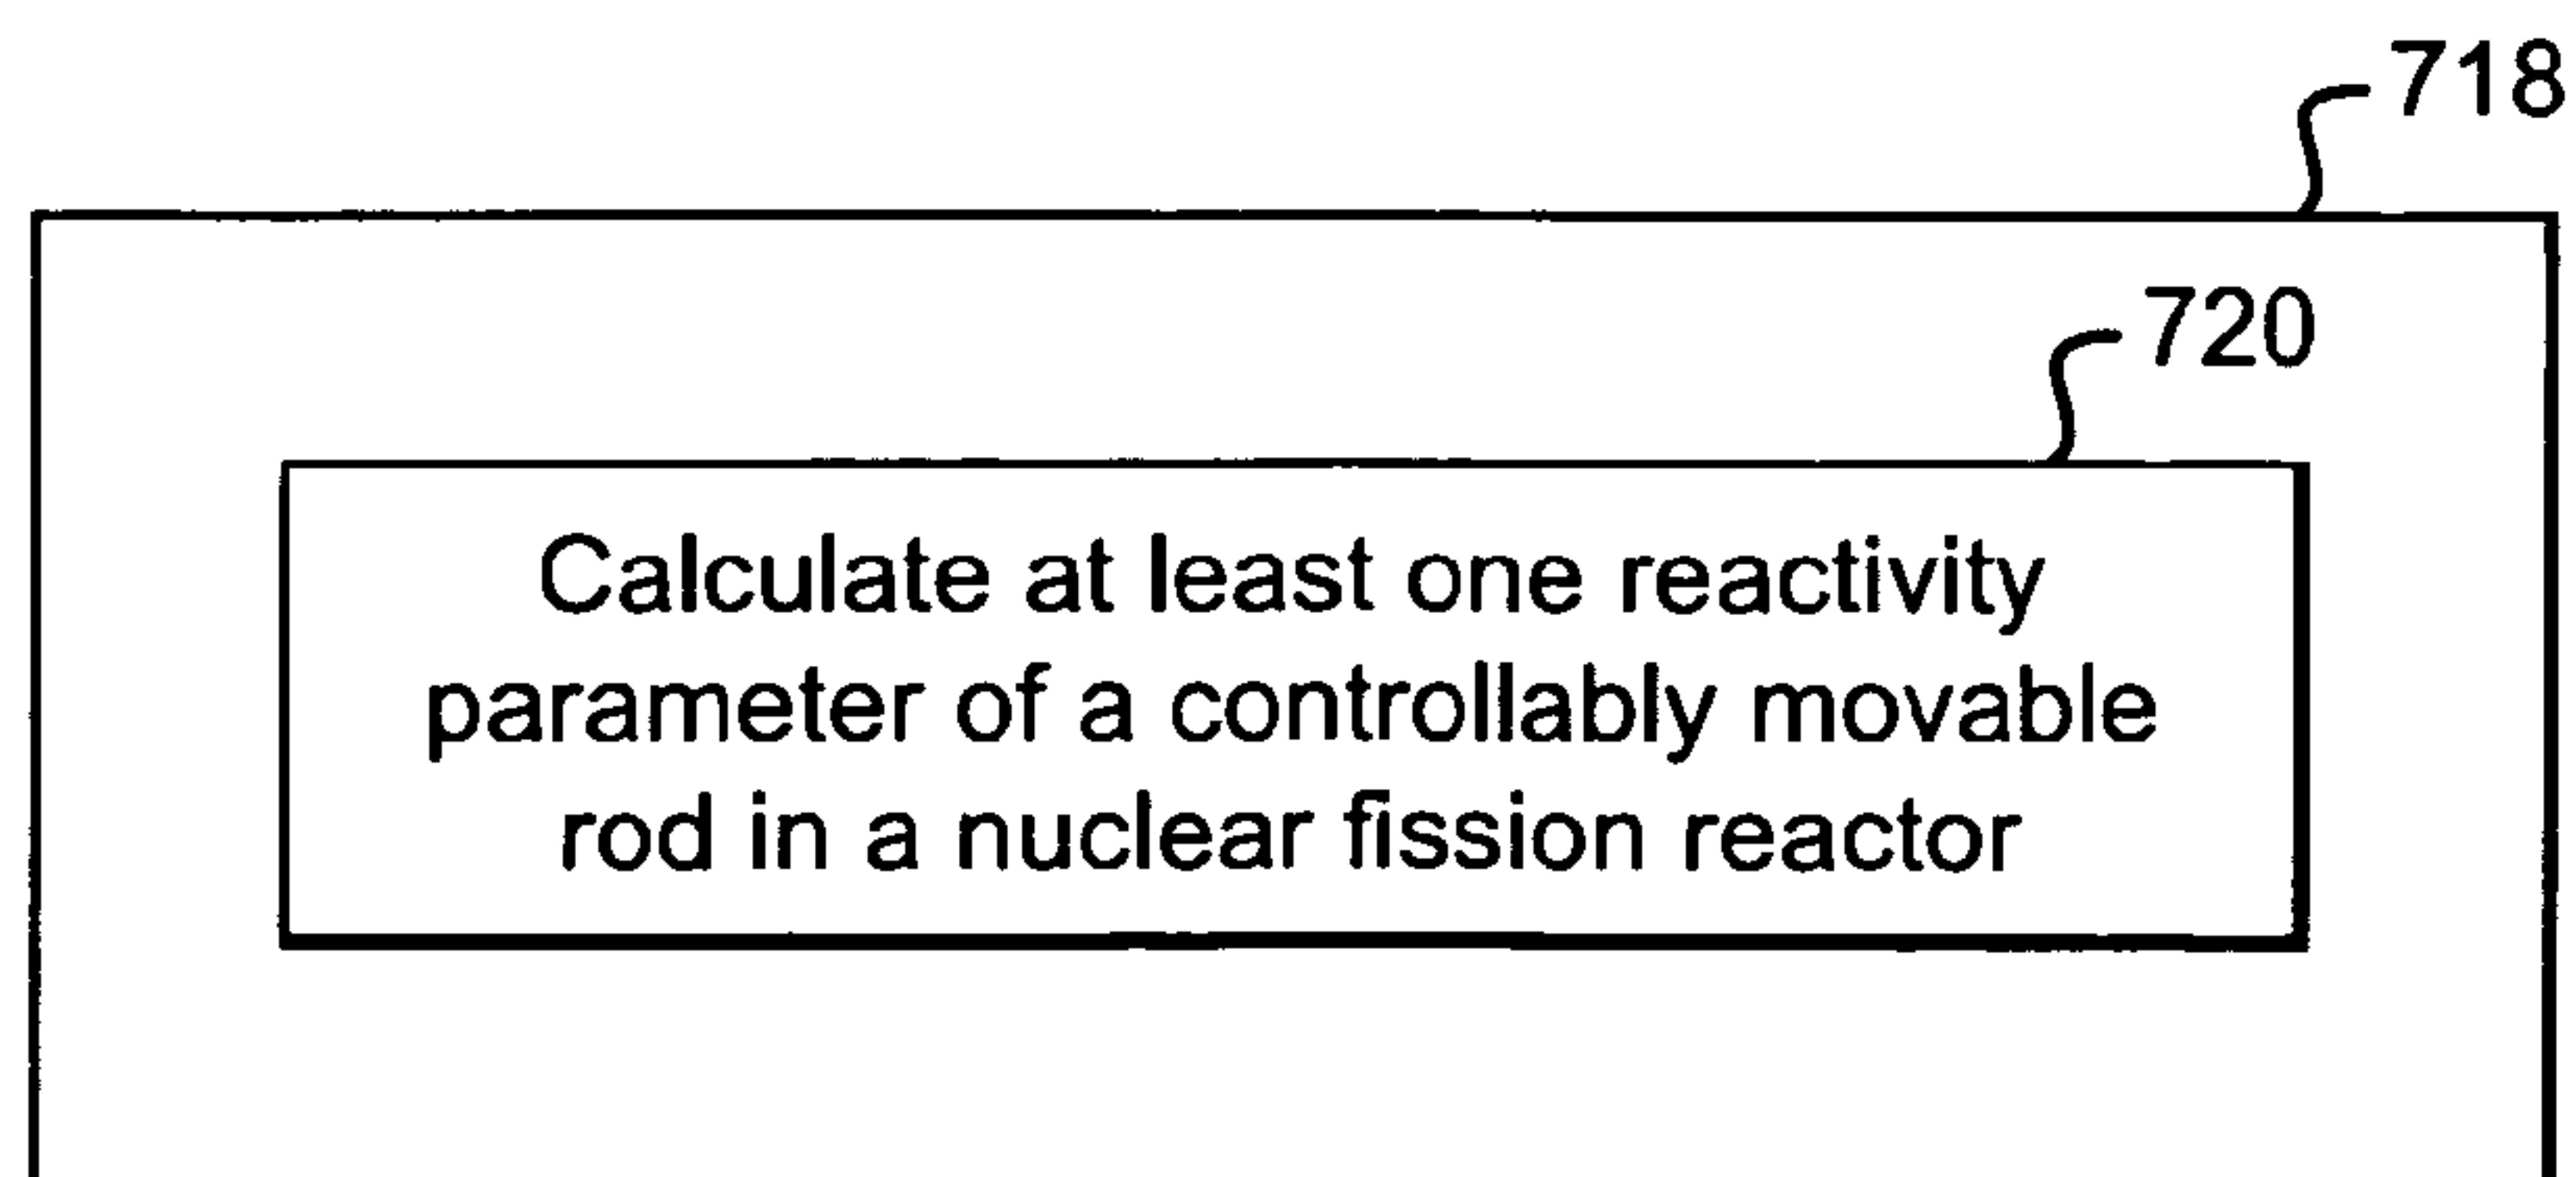 718
720
Calculate at least one reactivity
parameter of a controllably movable
rod in a nuclear fission reactor